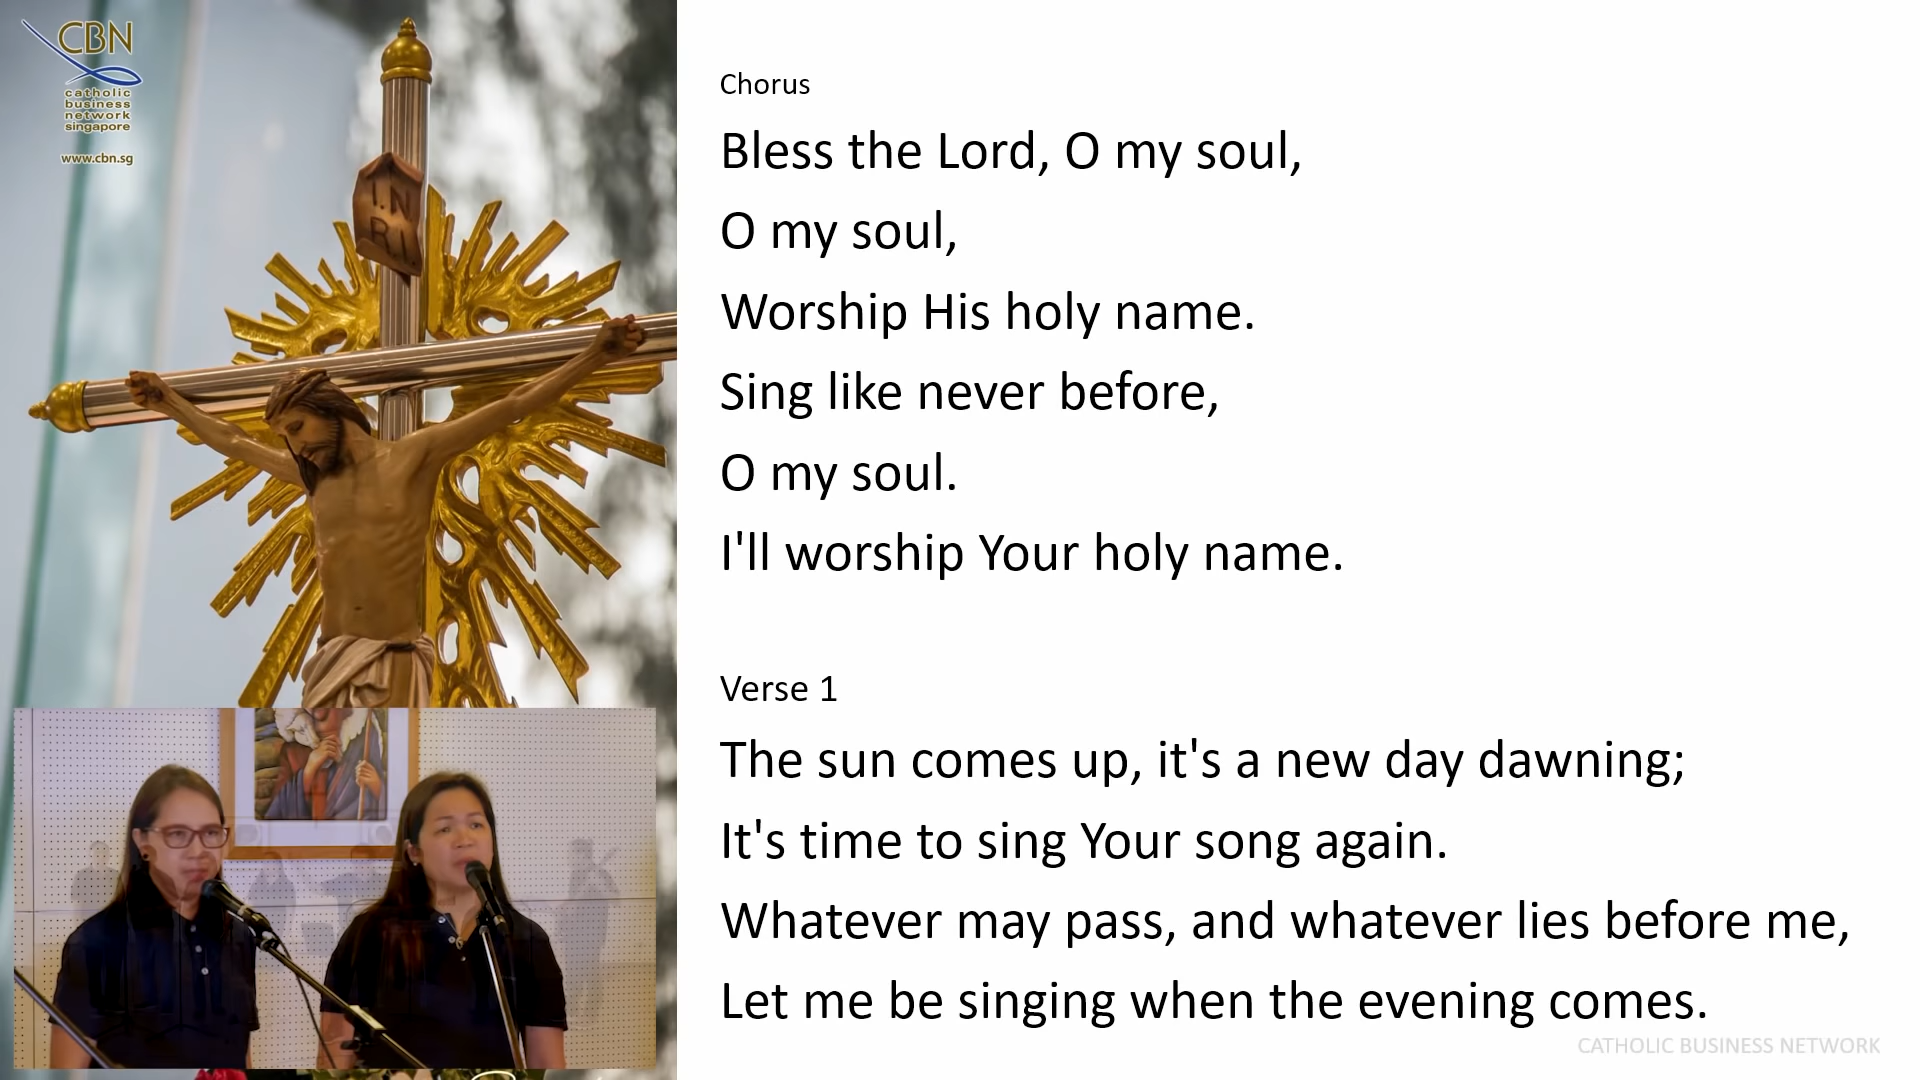 CBN
catholic
business
network
singapore
www.cbn.sg
I.N
R.I.
Chorus
Bless the Lord, O my soul,
O my soul,
Worship His holy name.
Sing like never before,
O my soul.
I'll worship Your holy name.
Verse 1
The sun comes up, it's a new day dawning;
It's time to sing Your song again.
Whatever may pass, and whatever lies before me,
Let me be singing when the evening comes.
CATHOLIC BUSINESS NETWORK